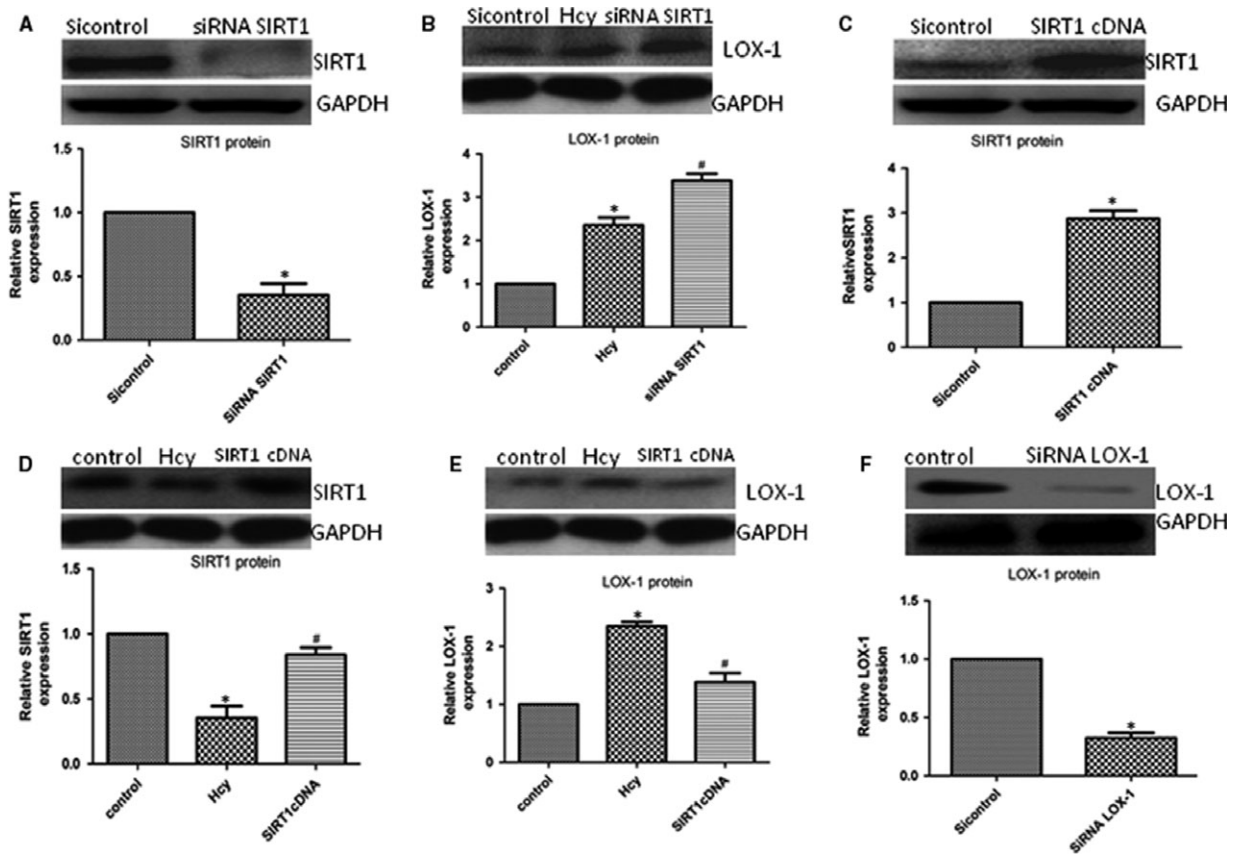 A
Sicontrol siRNA SIRT1
SIRT1
GAPDH
SIRT1 protein
Relative SIRT1
expression
1.5
1.0
0.5
0.0
Sicontrol
SiRNA SIRT1
*
B
Sicontrol Hcy siRNA SIRT1
LOX-1
GAPDH
LOX-1 protein
Relative LOX-1
expression
4
3
2
1
0
control
Hcy
siRNA SIRT1
*
#
C
Sicontrol SIRT1 cDNA
SIRT1
GAPDH
SIRT1 protein
RelativeSIRT1
expression
4
3
2
1
0
Sicontrol
SIRT1 cDNA
*
D
control Hcy SIRT1 cDNA
SIRT1
GAPDH
SIRT1 protein
Relative SIRT1
expression
1.5
1.0
0.5
0.0
control
Hcy
SIRT1cDNA
*
#
E
control Hcy SIRT1 cDNA
LOX-1
GAPDH
LOX-1 protein
Relative LOX-1
expression
3
2
1
0
control
Hcy
SIRT1cDNA
*
#
F
control SiRNA LOX-1
LOX-1
GAPDH
LOX-1 protein
Relative LOX-1
expression
1.5
1.0
0.5
0.0
Sicontrol
SiRNA LOX-1
*